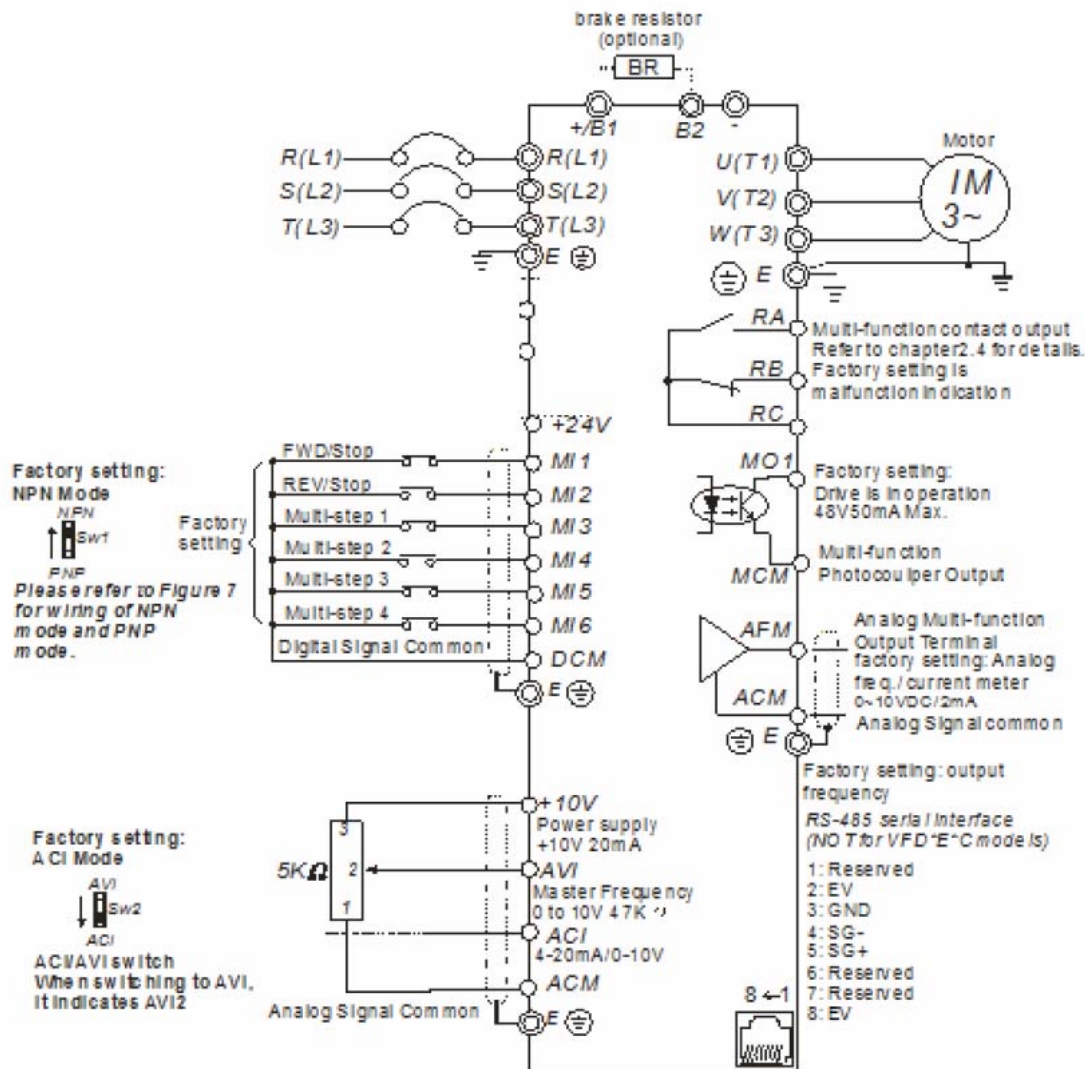 brake resistor
(optional)
BR
+/B1
B2
-
R(L1)
S(L2)
T(L3)
R(L1)
S(L2)
T(L3)
E
U(T1)
V(T2)
W(T3)
E
Motor
IM
3~
RA
RB
RC
Multi-function contact output
Refer to chapter2.4 for details.
Factory setting is
malfunction indication
+24V
FWD/Stop
REV/Stop
Multi-step 1
Multi-step 2
Multi-step 3
Multi-step 4
Digital Signal Common
MI1
MI2
MI3
MI4
MI5
MI6
DCM
E
Factory
setting
Factory setting:
NPN Mode
NPN
Sw1
PNP
Please refer to Figure 7
for wiring of NPN
mode and PNP
mode.
MO1
MCM
Factory setting:
Drive is in operation
48V50mA Max.
Multi-function
Photocoulper Output
AFM
ACM
E
Analog Multi-function
Output Terminal
factory setting: Analog
freq./ current meter
0~10VDC/2mA
Analog Signal common
Factory setting: output
frequency
RS-485 serial interface
(NOT for VFD*E*C models)
1: Reserved
2: EV
3: GND
4: SG-
5: SG+
6: Reserved
7: Reserved
8: EV
8←1
+10V
Power supply
+10V 20mA
AVI
Master Frequency
0 to 10V 47K
ACI
4-20mA/0-10V
ACM
E
Analog Signal Common
5KΩ
3
2
1
Factory setting:
ACI Mode
AVI
Sw2
ACI
ACI/AVI switch
When switching to AVI,
it indicates AVI2